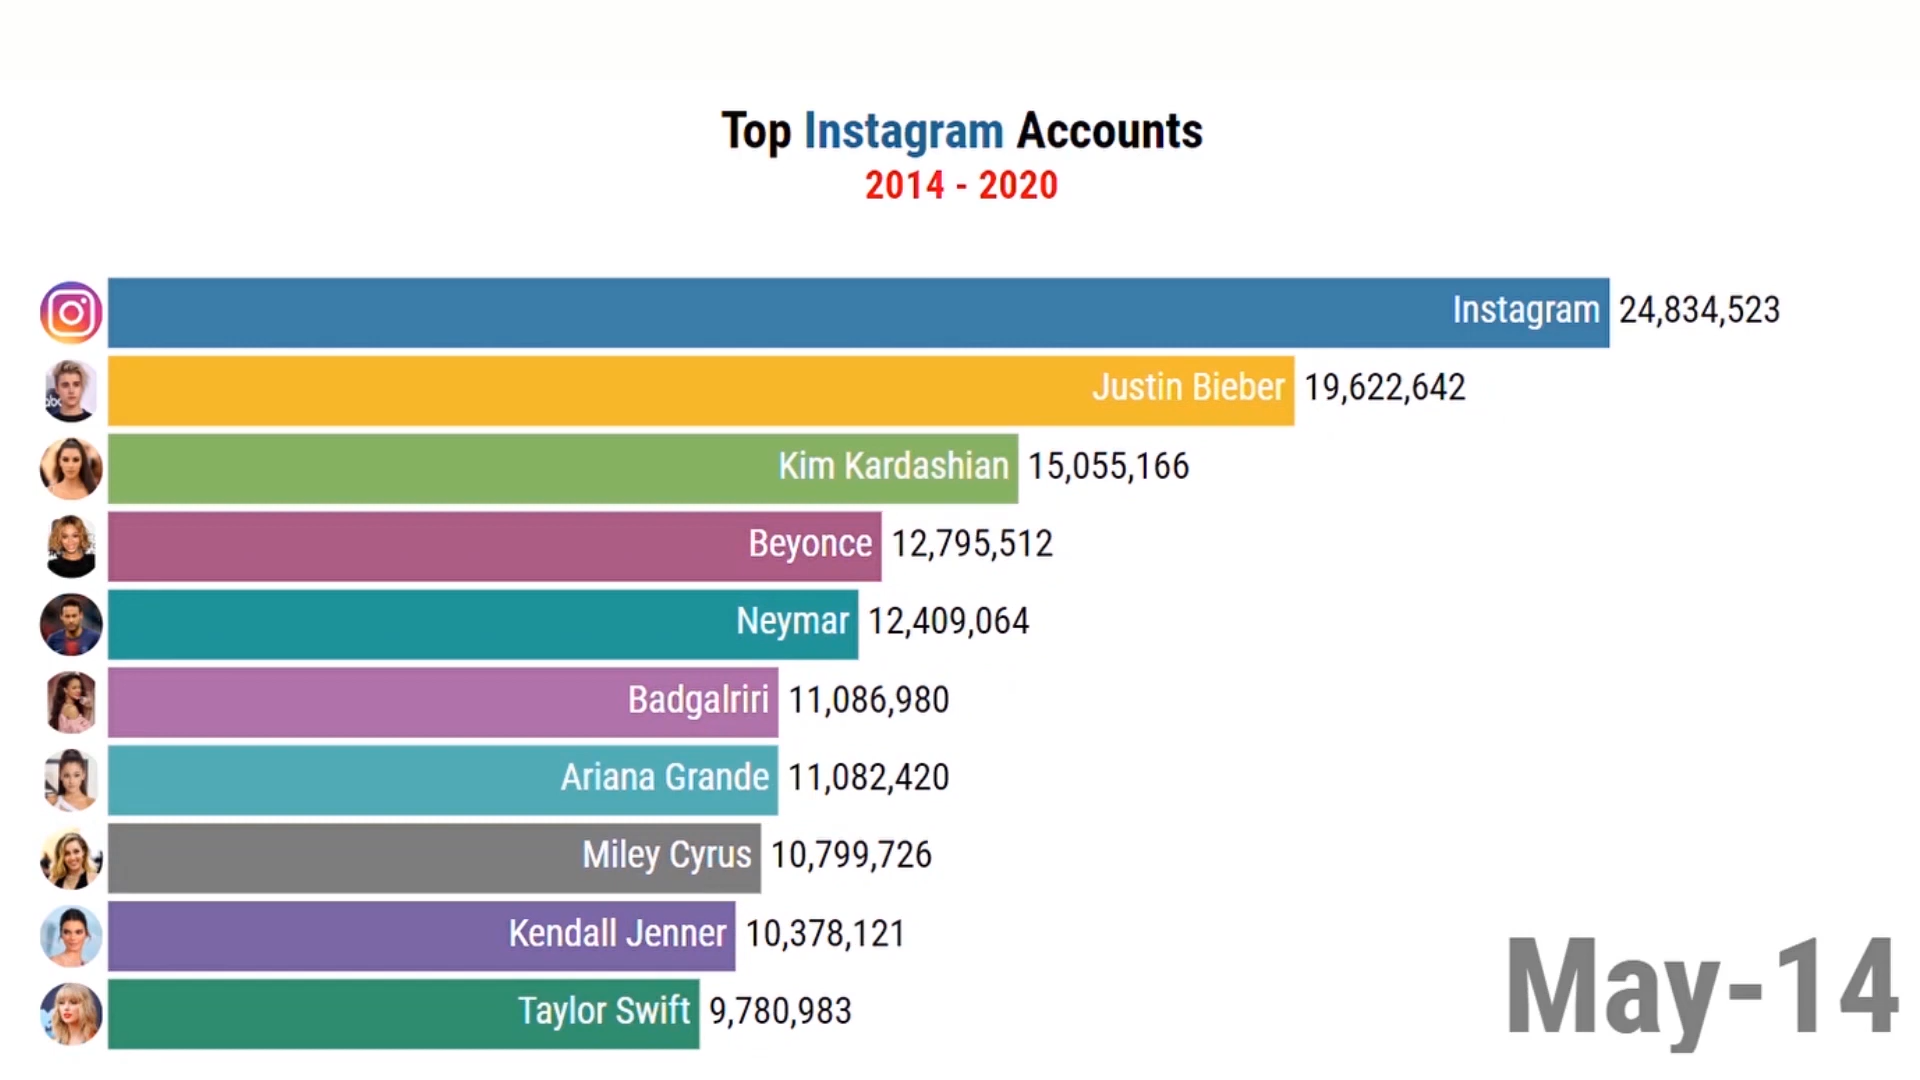 Top Instagram Accounts
2014 - 2020
Instagram 24,834,523
Justin Bieber 19,622,642
Kim Kardashian 15,055,166
Beyonce 12,795,512
Neymar 12,409,064
Badgalriri 11,086,980
Ariana Grande 11,082,420
Miley Cyrus 10,799,726
Kendall Jenner 10,378,121
Taylor Swift 9,780,983
May-14